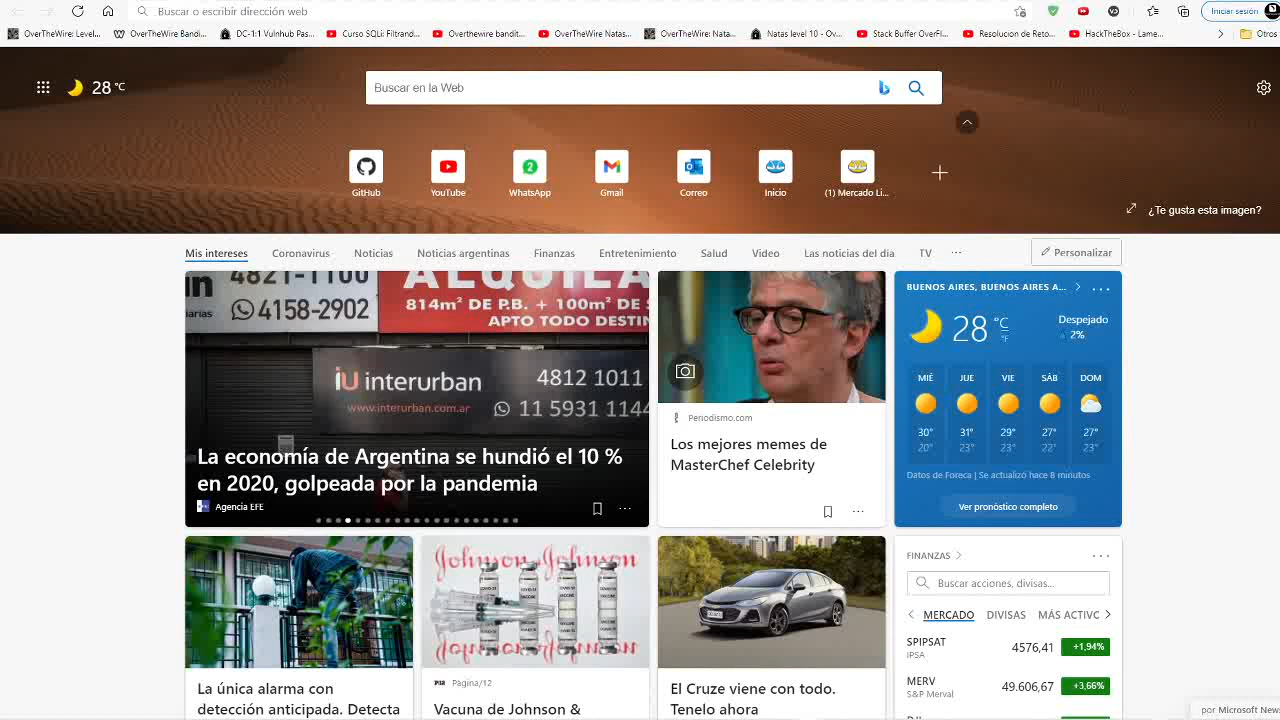 Buscar o escribir dirección web
Iniciar sesión
OverTheWire: Level...
OverTheWire Bandi...
DC-1:1 Vulnhub Pas...
Curso SQLi: Filtrand...
Overthewire bandit...
OverTheWire Natas...
OverTheWire: Nata...
Natas level 10 - Ov...
Stack Buffer OverFl...
Resolucion de Reto...
HackTheBox - Lame...
Otros
28 °C
Buscar en la Web
GitHub
YouTube
WhatsApp
Gmail
Correo
Inicio
(1) Mercado Li...
¿Te gusta esta imagen?
Mis intereses
Coronavirus
Noticias
Noticias argentinas
Finanzas
Entretenimiento
Salud
Video
Las noticias del día
TV
Personalizar
4821-1100
4158-2902
ALQUILA
814m² DE P.B. + 100m² DE S
APTO TODO DESTIN
interurban
www.interurban.com.ar
4812 1011
11 5931 1144
La economía de Argentina se hundió el 10 %
en 2020, golpeada por la pandemia
Agencia EFE
Periodismo.com
Los mejores memes de
MasterChef Celebrity
BUENOS AIRES, BUENOS AIRES A...
28 °C
°F
Despejado
2%
MIÉ JUE VIE SÁB DOM
30° 31° 29° 27° 27°
20° 23° 23° 23° 23°
Datos de Foreca | Se actualizó hace 8 minutos
Ver pronóstico completo
La única alarma con
detección anticipada. Detecta
Johnson & Johnson
Página/12
Vacuna de Johnson &
El Cruze viene con todo.
Tenelo ahora
FINANZAS
Buscar acciones, divisas...
MERCADO DIVISAS MÁS ACTIVC
SPIPSAT 4576,41 +1,94%
IPSA
MERV 49.606,67 +3,66%
S&P Merval
por Microsoft News